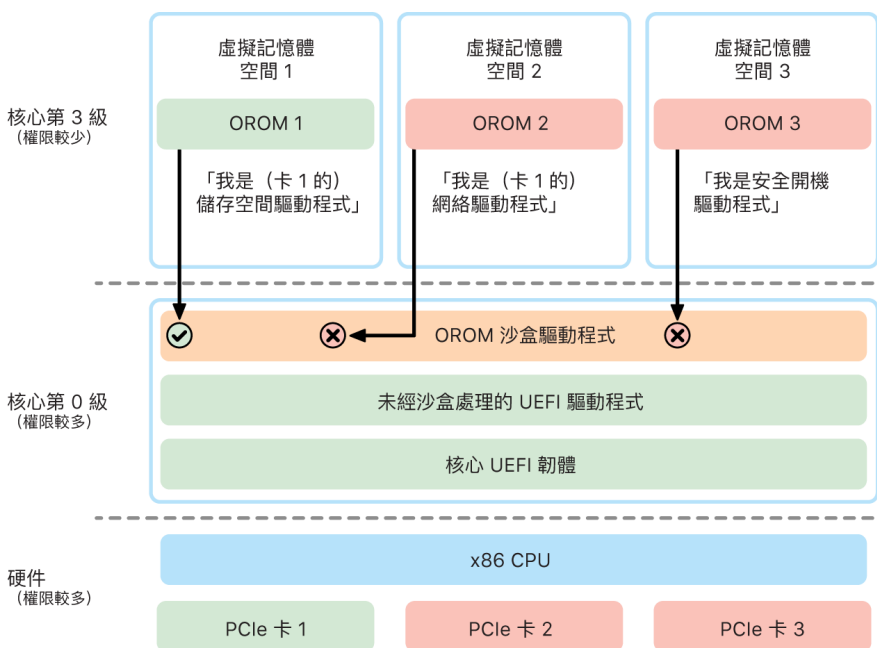 虛擬記憶體
空間 1
虛擬記憶體
空間 2
虛擬記憶體
空間 3
核心第 3 級
（權限較少）
OROM 1
OROM 2
OROM 3
「我是（卡 1 的）
儲存空間驅動程式」
「我是（卡 1 的）
網絡驅動程式」
「我是安全開機
驅動程式」
OROM 沙盒驅動程式
核心第 0 級
（權限較多）
未經沙盒處理的 UEFI 驅動程式
核心 UEFI 韌體
硬件
（權限較多）
x86 CPU
PCIe 卡 1
PCIe 卡 2
PCIe 卡 3